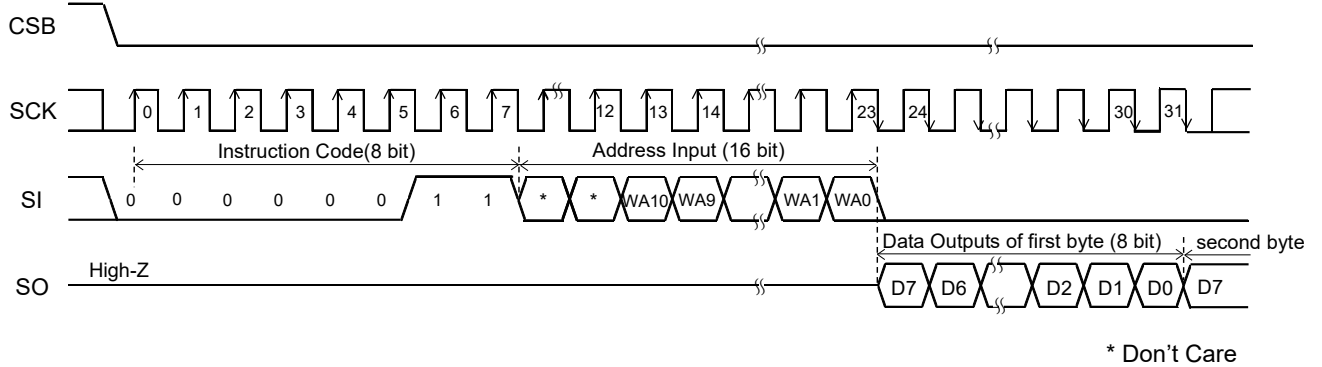 CSB
SCK 0 1 2 3 4 5 6 7 12 13 14 23 24 30 31
Instruction Code(8 bit) Address Input (16 bit)
SI 0 0 0 0 0 0 1 1 * * WA10 WA9 WA1 WA0
Data Outputs of first byte (8 bit) second byte
High-Z
SO D7 D6 D2 D1 D0 D7
* Don't Care